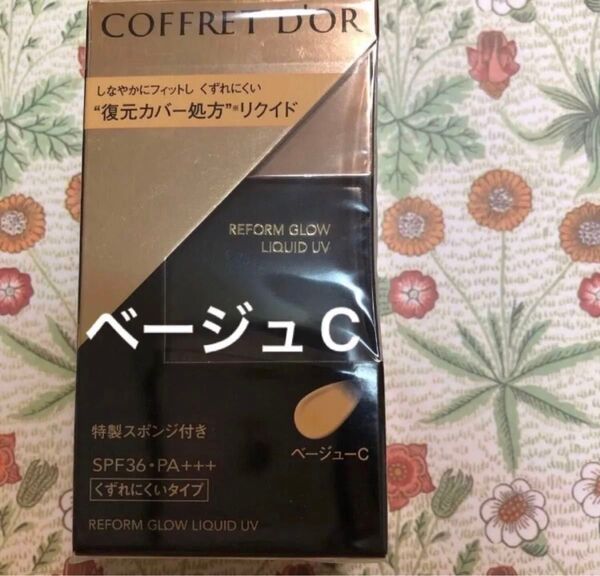 COFFRET D'OR
しなやかにフィットし くずれにくい
“復元カバー処方”※リクイド
REFORM GLOW
LIQUID UV
ベージュC
特製スポンジ付き
ベージューC
SPF36・PA+++
くずれにくいタイプ
REFORM GLOW LIQUID UV